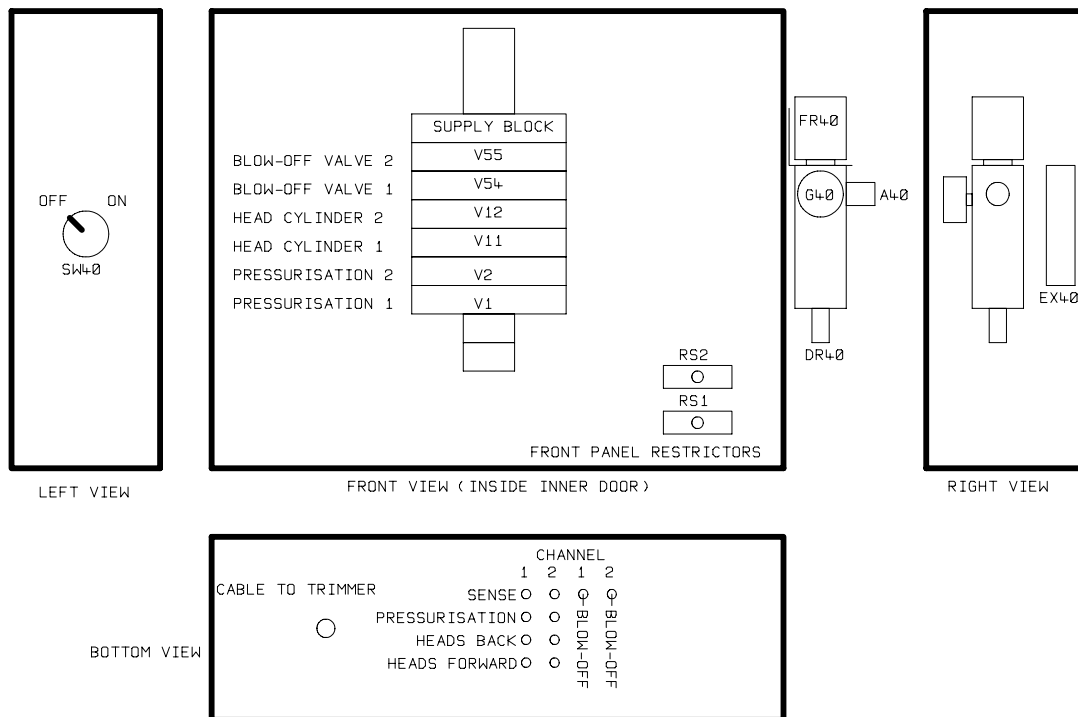 OFF ON
SW40
LEFT VIEW
SUPPLY BLOCK
BLOW-OFF VALVE 2 V55
BLOW-OFF VALVE 1 V54
HEAD CYLINDER 2 V12
HEAD CYLINDER 1 V11
PRESSURISATION 2 V2
PRESSURISATION 1 V1
RS2
RS1
FRONT PANEL RESTRICTORS
FRONT VIEW (INSIDE INNER DOOR)
FR40
G40 A40
DR40
EX40
RIGHT VIEW
CHANNEL
1 2 1 2
CABLE TO TRIMMER
SENSE
PRESSURISATION
HEADS BACK
HEADS FORWARD
BLOW-OFF
BLOW-OFF
BOTTOM VIEW